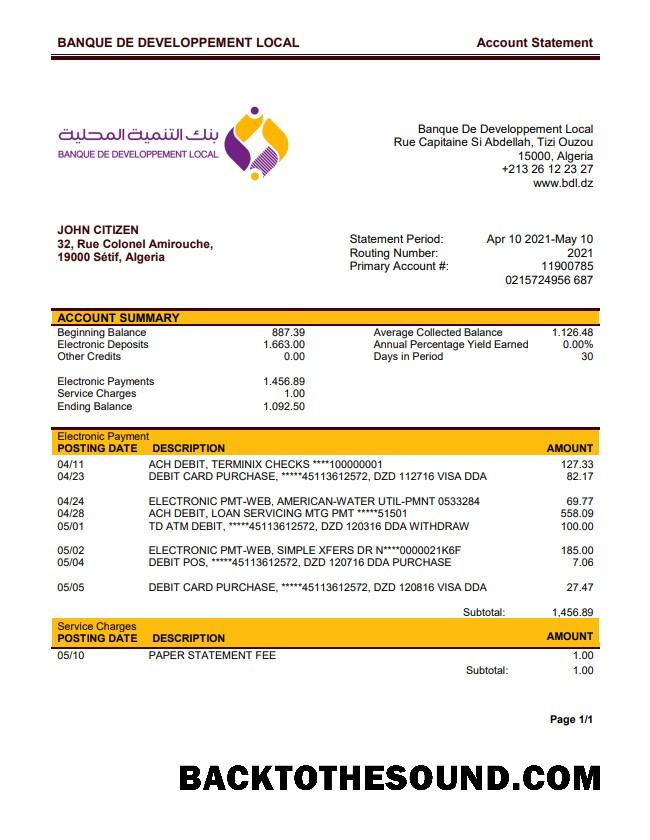 BANQUE DE DEVELOPPEMENT LOCAL Account Statement
بنك التنمية المحلية
BANQUE DE DEVELOPPEMENT LOCAL
Banque De Developpement Local
Rue Capitaine Si Abdellah, Tizi Ouzou
15000, Algeria
+213 26 12 23 27
www.bdl.dz
JOHN CITIZEN
32, Rue Colonel Amirouche,
19000 Sétif, Algeria
Statement Period: Apr 10 2021-May 10
Routing Number: 2021
Primary Account #: 11900785
0215724956 687
ACCOUNT SUMMARY
Beginning Balance 887.39 Average Collected Balance 1.126.48
Electronic Deposits 1.663.00 Annual Percentage Yield Earned 0.00%
Other Credits 0.00 Days in Period 30
Electronic Payments 1.456.89
Service Charges 1.00
Ending Balance 1.092.50
Electronic Payment
POSTING DATE DESCRIPTION AMOUNT
04/11 ACH DEBIT, TERMINIX CHECKS ****100000001 127.33
04/23 DEBIT CARD PURCHASE, *****45113612572, DZD 112716 VISA DDA 82.17
04/24 ELECTRONIC PMT-WEB, AMERICAN-WATER UTIL-PMNT 0533284 69.77
04/28 ACH DEBIT, LOAN SERVICING MTG PMT *****51501 558.09
05/01 TD ATM DEBIT, *****45113612572, DZD 120316 DDA WITHDRAW 100.00
05/02 ELECTRONIC PMT-WEB, SIMPLE XFERS DR N****0000021K6F 185.00
05/04 DEBIT POS, *****45113612572, DZD 120716 DDA PURCHASE 7.06
05/05 DEBIT CARD PURCHASE, *****45113612572, DZD 120816 VISA DDA 27.47
Subtotal: 1,456.89
Service Charges
POSTING DATE DESCRIPTION AMOUNT
05/10 PAPER STATEMENT FEE 1.00
Subtotal: 1.00
Page 1/1
BACKTOTHESOUND.COM